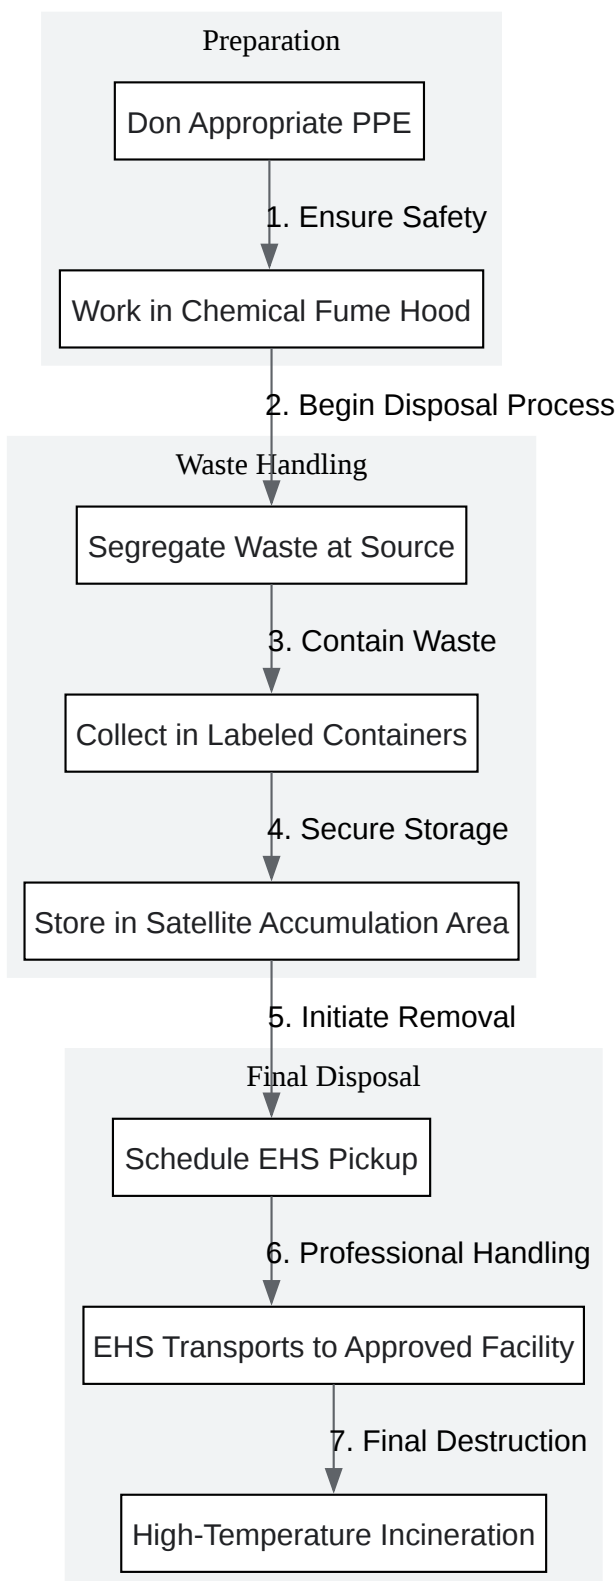 Preparation
Don Appropriate PPE
1. Ensure Safety
Work in Chemical Fume Hood
2. Begin Disposal Process
Waste Handling
Segregate Waste at Source
3. Contain Waste
Collect in Labeled Containers
4. Secure Storage
Store in Satellite Accumulation Area
5. Initiate Removal
Final Disposal
Schedule EHS Pickup
6. Professional Handling
EHS Transports to Approved Facility
7. Final Destruction
High-Temperature Incineration